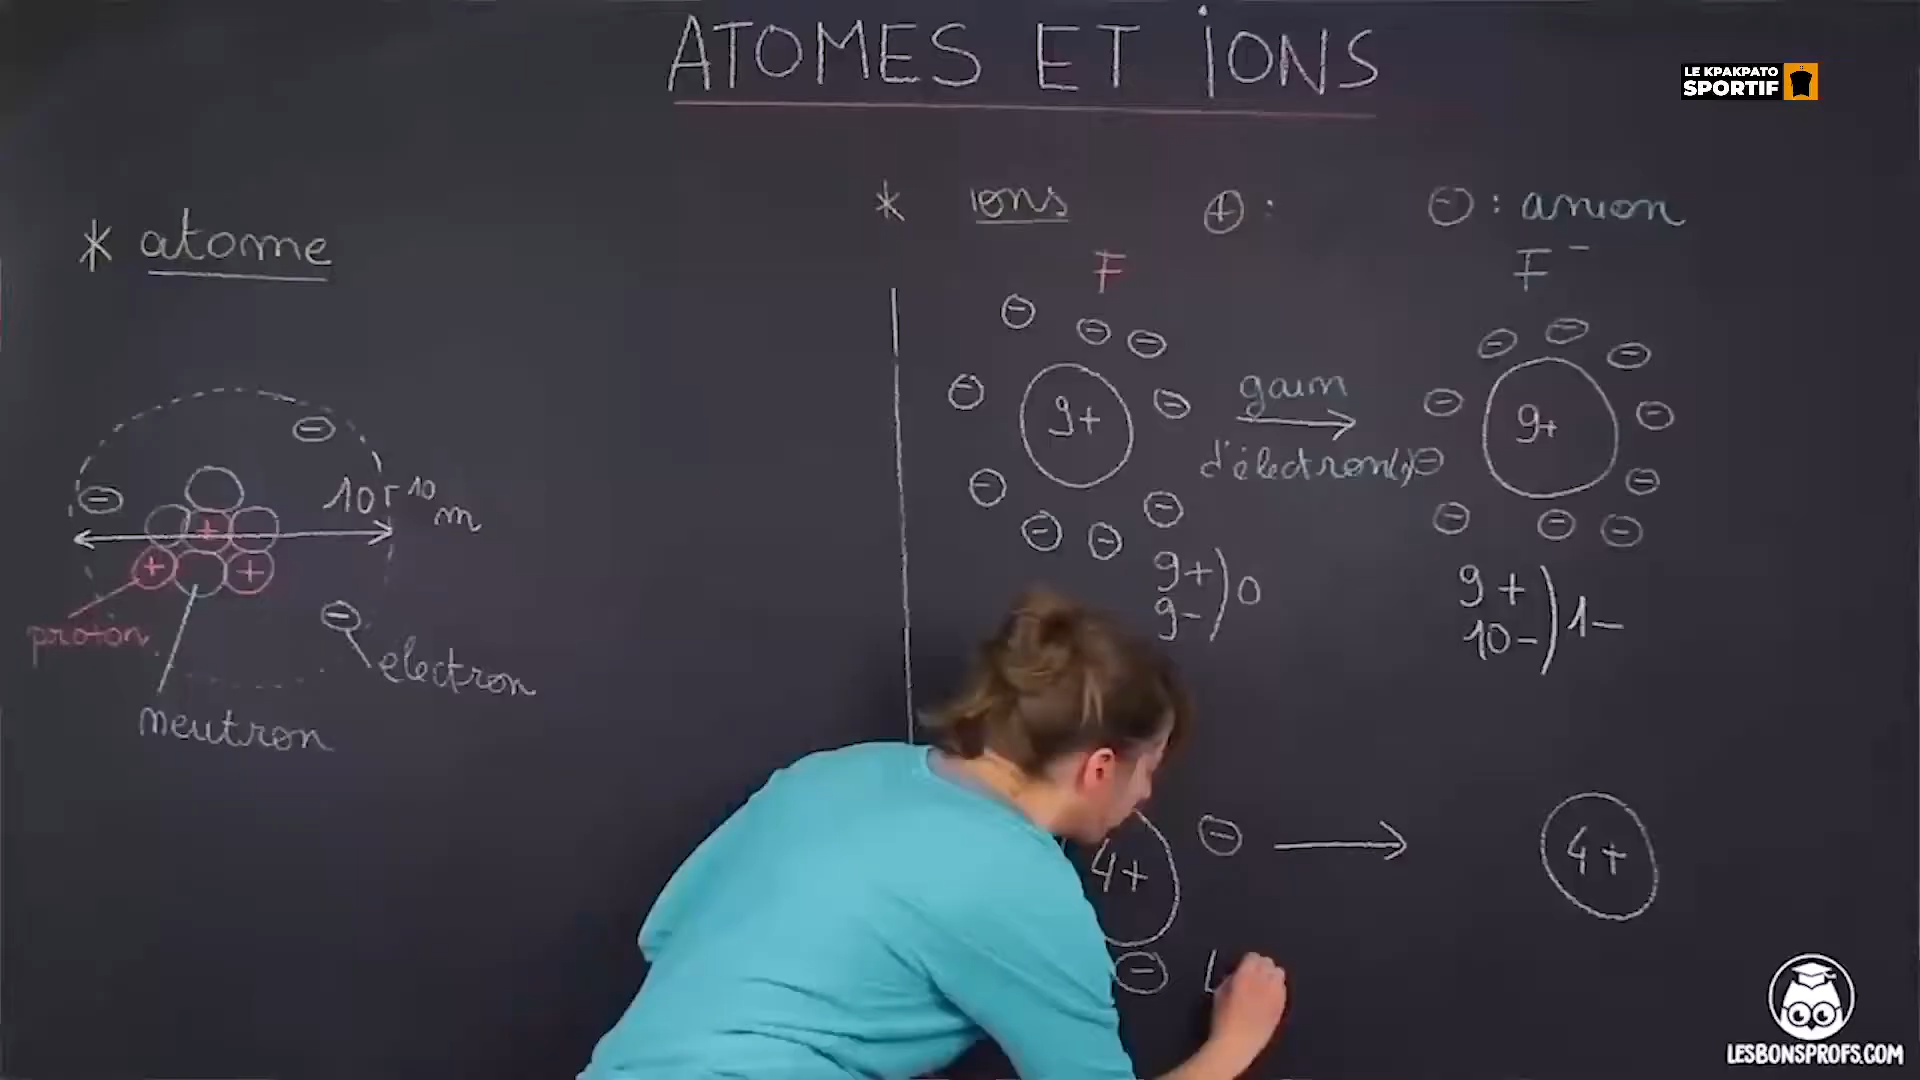 ATOMES ET IONS
LE KPAKPATO
SPORTIF
* atome
10⁻¹⁰ m
proton
neutron
électron
* ions ⊕ : ⊖ : anion
F
F⁻
9+
gain
d'électron(s)
9+
9+
9-
) 0
9+
10-
) 1-
4+
4+
LESBONSPROFS.COM